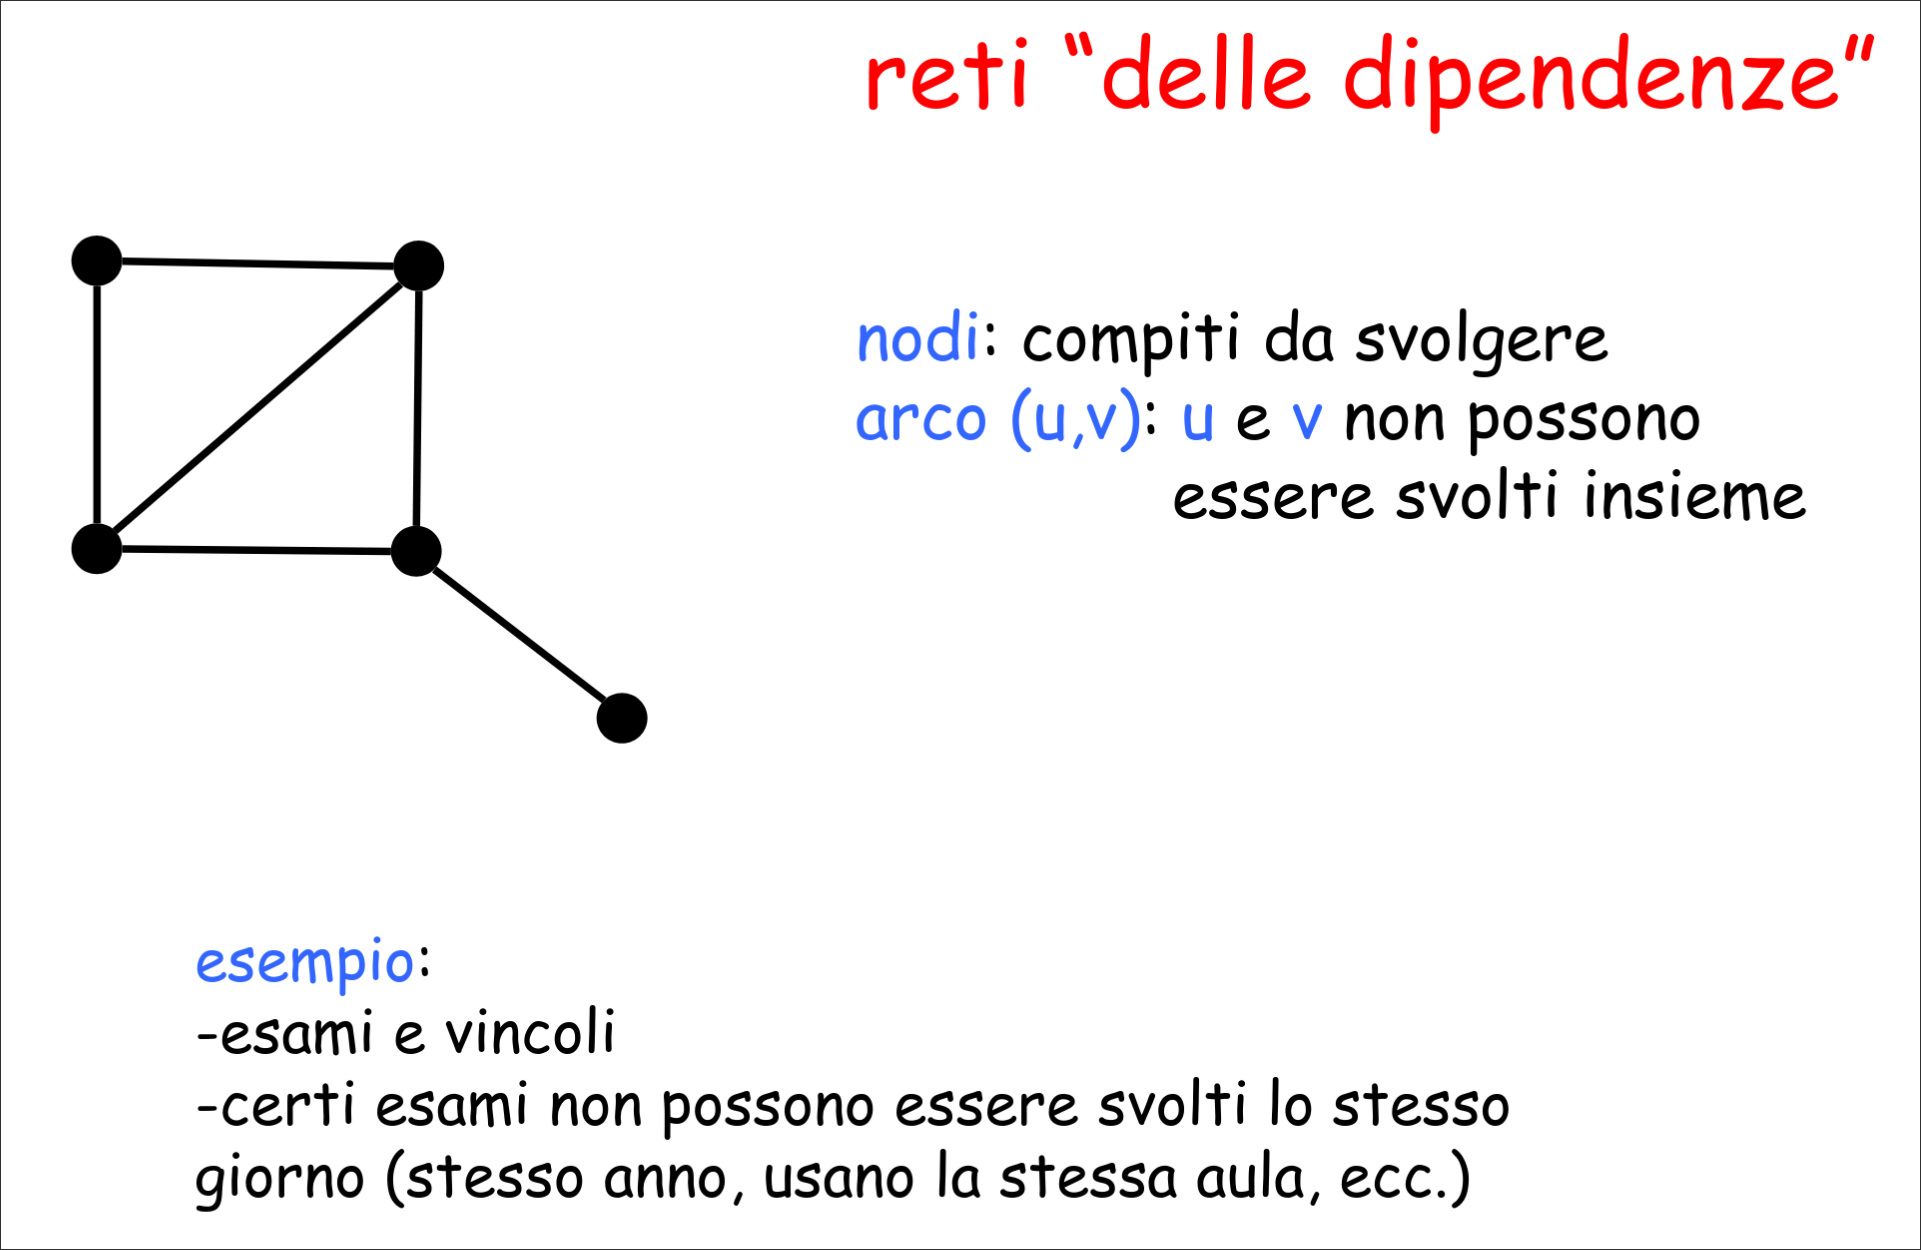 reti “delle dipendenze”
nodi: compiti da svolgere
arco (u,v): u e v non possono
essere svolti insieme
esempio:
-esami e vincoli
-certi esami non possono essere svolti lo stesso
giorno (stesso anno, usano la stessa aula, ecc.)